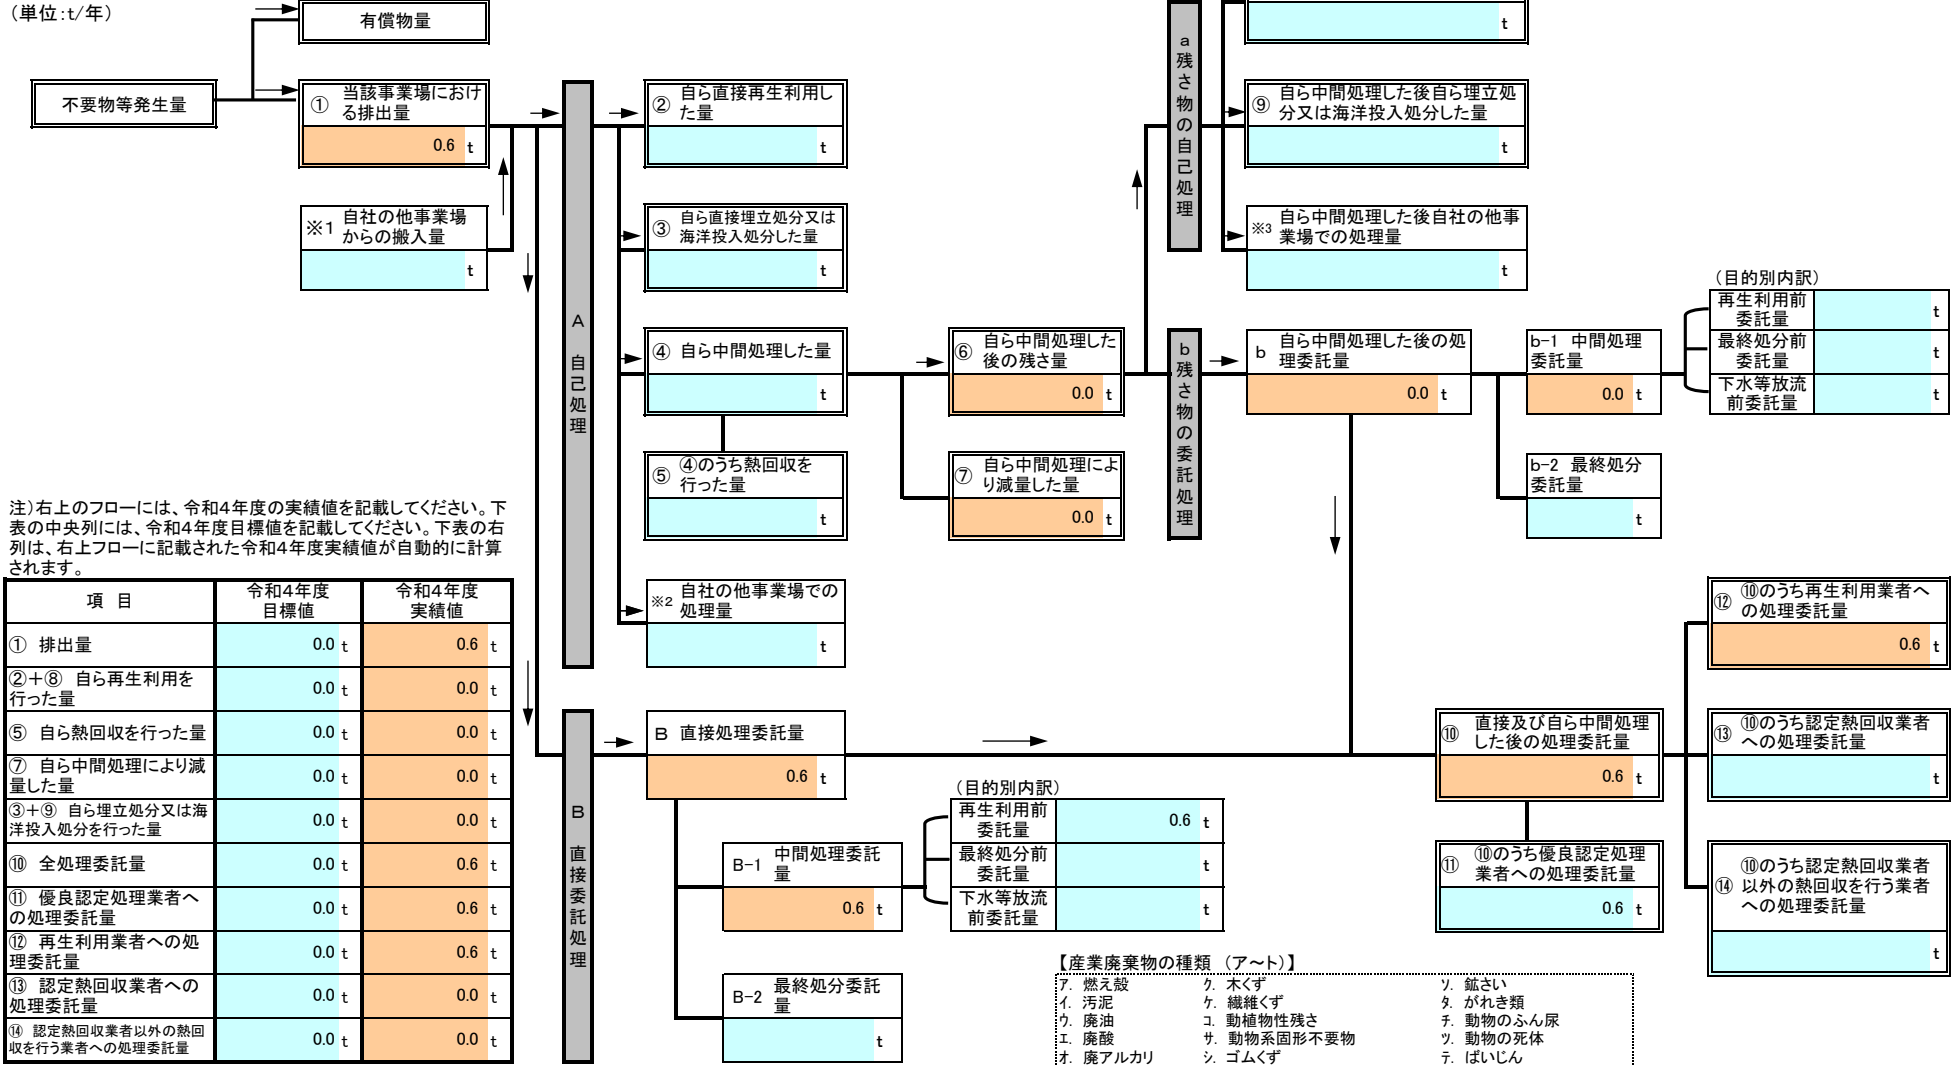 （単位：t/年）
有償物量
不要物等発生量
① 当該事業場におけ
る排出量
0.6 t
※1 自社の他事業場
からの搬入量
t
A 自己処理
② 自ら直接再生利用し
た量
t
③ 自ら直接埋立処分又は
海洋投入処分した量
t
④ 自ら中間処理した量
t
⑤ ④のうち熱回収を
行った量
t
※2 自社の他事業場での
処理量
t
⑥ 自ら中間処理した
後の残さ量
0.0 t
⑦ 自ら中間処理によ
り減量した量
0.0 t
a 残さ物の自己処理
t
⑨ 自ら中間処理した後自ら埋立処
分又は海洋投入処分した量
t
※3 自ら中間処理した後自社の他事
業場での処理量
t
b 残さ物の委託処理
b 自ら中間処理した後の処
理委託量
0.0 t
b-1 中間処理
委託量
0.0 t
b-2 最終処分
委託量
t
（目的別内訳）
再生利用前
委託量
t
最終処分前
委託量
t
下水等放流
前委託量
t
注）右上のフローには、令和4年度の実績値を記載してください。下
表の中央列には、令和4年度目標値を記載してください。下表の右
列は、右上フローに記載された令和4年度実績値が自動的に計算
されます。
項 目 令和4年度
目標値 令和4年度
実績値
① 排出量 0.0 t 0.6 t
②＋⑧ 自ら再生利用を
行った量 0.0 t 0.0 t
⑤ 自ら熱回収を行った量 0.0 t 0.0 t
⑦ 自ら中間処理により減
量した量 0.0 t 0.0 t
③＋⑨ 自ら埋立処分又は海
洋投入処分を行った量 0.0 t 0.0 t
⑩ 全処理委託量 0.0 t 0.6 t
⑪ 優良認定処理業者へ
の処理委託量 0.0 t 0.6 t
⑫ 再生利用業者への処
理委託量 0.0 t 0.6 t
⑬ 認定熱回収業者への
処理委託量 0.0 t 0.0 t
⑭ 認定熱回収業者以外の熱回
収を行う業者への処理委託量 0.0 t 0.0 t
B 直接委託処理
B 直接処理委託量
0.6 t
B-1 中間処理委託
量
0.6 t
B-2 最終処分委託
量
t
（目的別内訳）
再生利用前
委託量
0.6 t
最終処分前
委託量
t
下水等放流
前委託量
t
⑩ 直接及び自ら中間処理
した後の処理委託量
0.6 t
⑪ ⑩のうち優良認定処理
業者への処理委託量
0.6 t
⑫ ⑩のうち再生利用業者へ
の処理委託量
0.6 t
⑬ ⑩のうち認定熱回収業者
への処理委託量
t
⑭ ⑩のうち認定熱回収業者
以外の熱回収を行う業者
への処理委託量
t
【産業廃棄物の種類 （ア～ト）】
ア. 燃え殻 ク. 木くず ソ. 鉱さい
イ. 汚泥 ケ. 繊維くず タ. がれき類
ウ. 廃油 コ. 動植物性残さ チ. 動物のふん尿
エ. 廃酸 サ. 動物系固形不要物 ツ. 動物の死体
オ. 廃アルカリ シ. ゴムくず テ. ばいじん